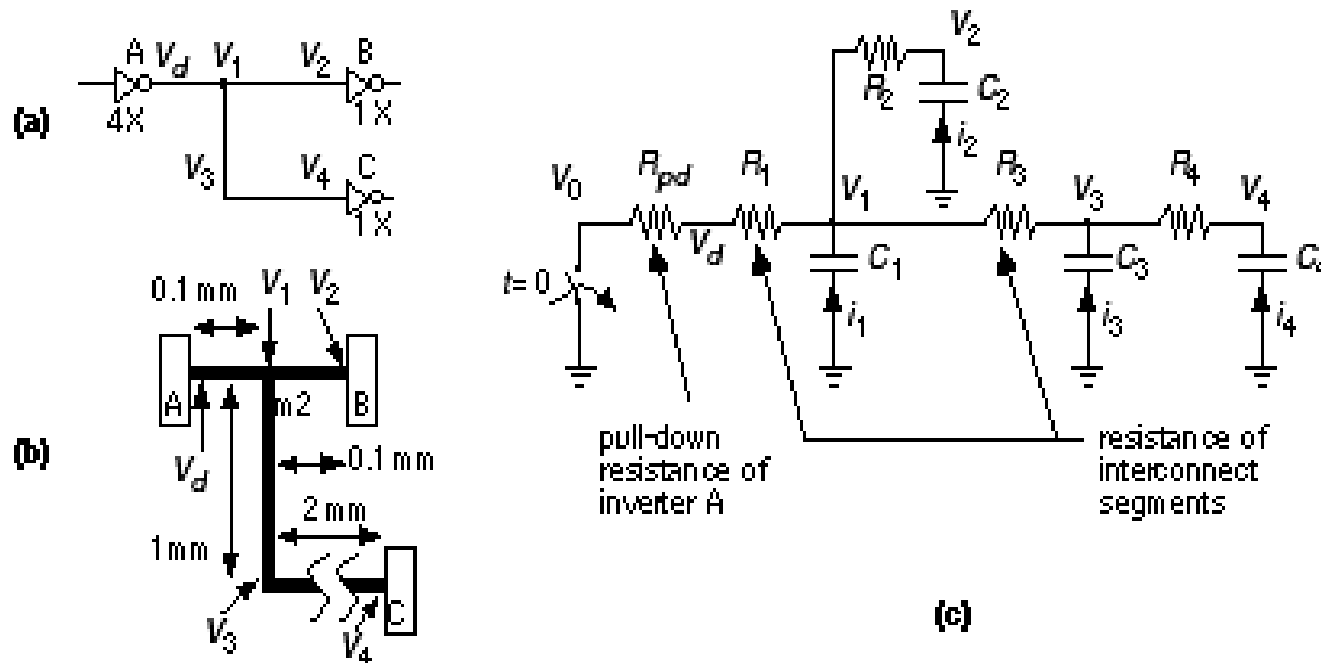 (a)
A
V_d
V_1
V_2
B
4X
1X
V_3
V_4
C
1X
(b)
0.1 mm
V_1
V_2
A
m2
B
V_d
0.1 mm
2 mm
1 mm
C
V_3
V_4
V_2
R_2
C_2
i_2
V_0
R_pd
R_1
V_1
R_3
V_3
R_4
V_4
V_d
t=0
C_1
C_3
i_1
i_3
i_4
pull-down
resistance of
inverter A
resistance of
interconnect
segments
(c)